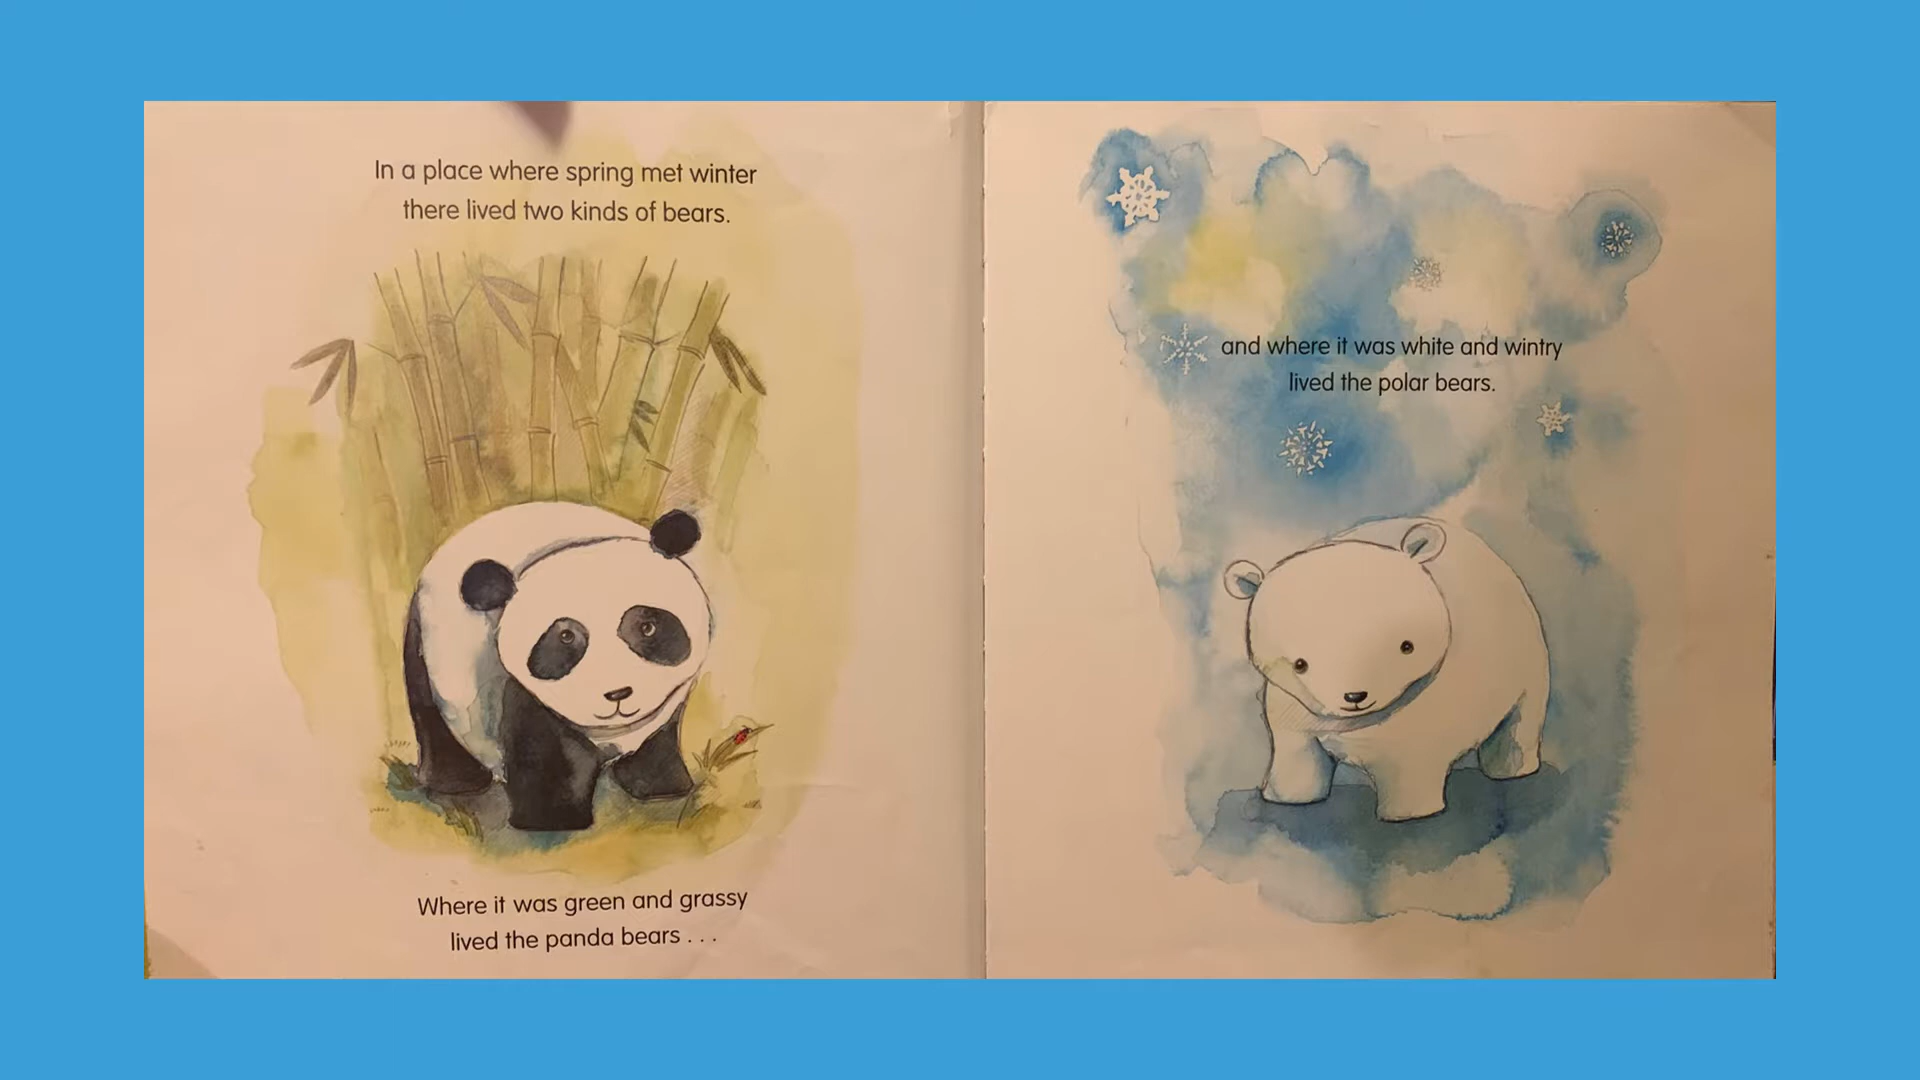 In a place where spring met winter
there lived two kinds of bears.
Where it was green and grassy
lived the panda bears . . .
and where it was white and wintry
lived the polar bears.